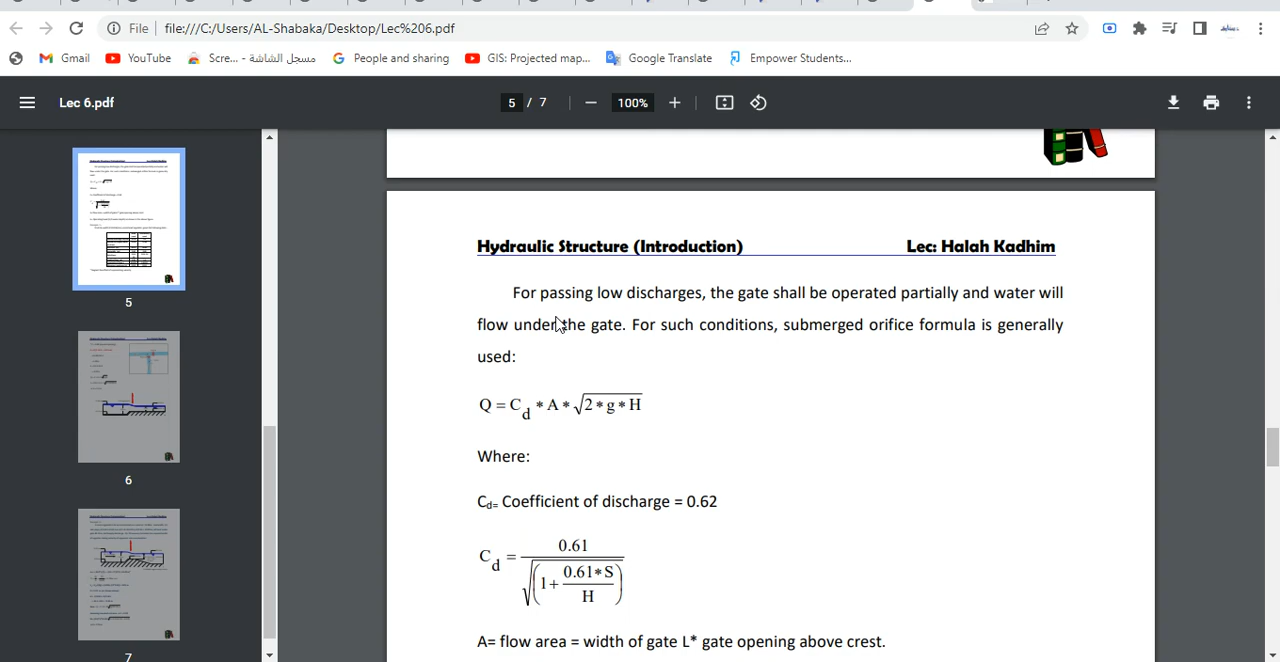 File file:///C:/Users/AL-Shabaka/Desktop/Lec%206.pdf
Gmail YouTube Scre... - مسجل الشاشة People and searching GIS: Projected map... Google Translate Empower Students...
Lec 6.pdf 5 / 7 100%
Hydraulic Structure (Introduction) Lec: Halah Kadhim
For passing low discharges, the gate shall be operated partially and water will
flow under the gate. For such conditions, submerged orifice formula is generally
used:
Q = C_d * A * √(2 * g * H)
Where:
Cd= Coefficient of discharge = 0.62
C_d = 0.61 / √(1 + 0.61*S / H)
A= flow area = width of gate L* gate opening above crest.
5
6
7